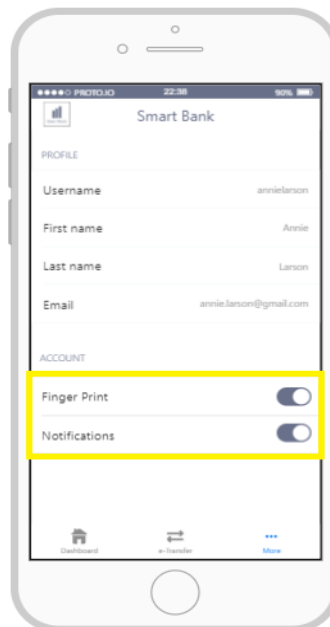 PROTO.IO 22:38 90%
Smart Bank
PROFILE
Username annielarson
First name Annie
Last name Larson
Email annie.larson@gmail.com
ACCOUNT
Finger Print
Notifications
Dashboard e-Transfer More